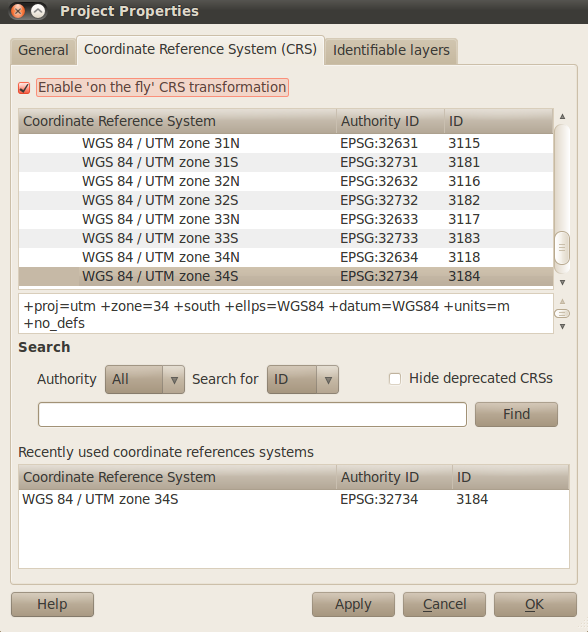 Project Properties
General Coordinate Reference System (CRS) Identifiable layers
Enable 'on the fly' CRS transformation
Coordinate Reference System Authority ID ID
WGS 84 / UTM zone 31N EPSG:32631 3115
WGS 84 / UTM zone 31S EPSG:32731 3181
WGS 84 / UTM zone 32N EPSG:32632 3116
WGS 84 / UTM zone 32S EPSG:32732 3182
WGS 84 / UTM zone 33N EPSG:32633 3117
WGS 84 / UTM zone 33S EPSG:32733 3183
WGS 84 / UTM zone 34N EPSG:32634 3118
WGS 84 / UTM zone 34S EPSG:32734 3184
+proj=utm +zone=34 +south +ellps=WGS84 +datum=WGS84 +units=m
+no_defs
Search
Authority All Search for ID Hide deprecated CRSs
Find
Recently used coordinate references systems
Coordinate Reference System Authority ID ID
WGS 84 / UTM zone 34S EPSG:32734 3184
Help Apply Cancel OK